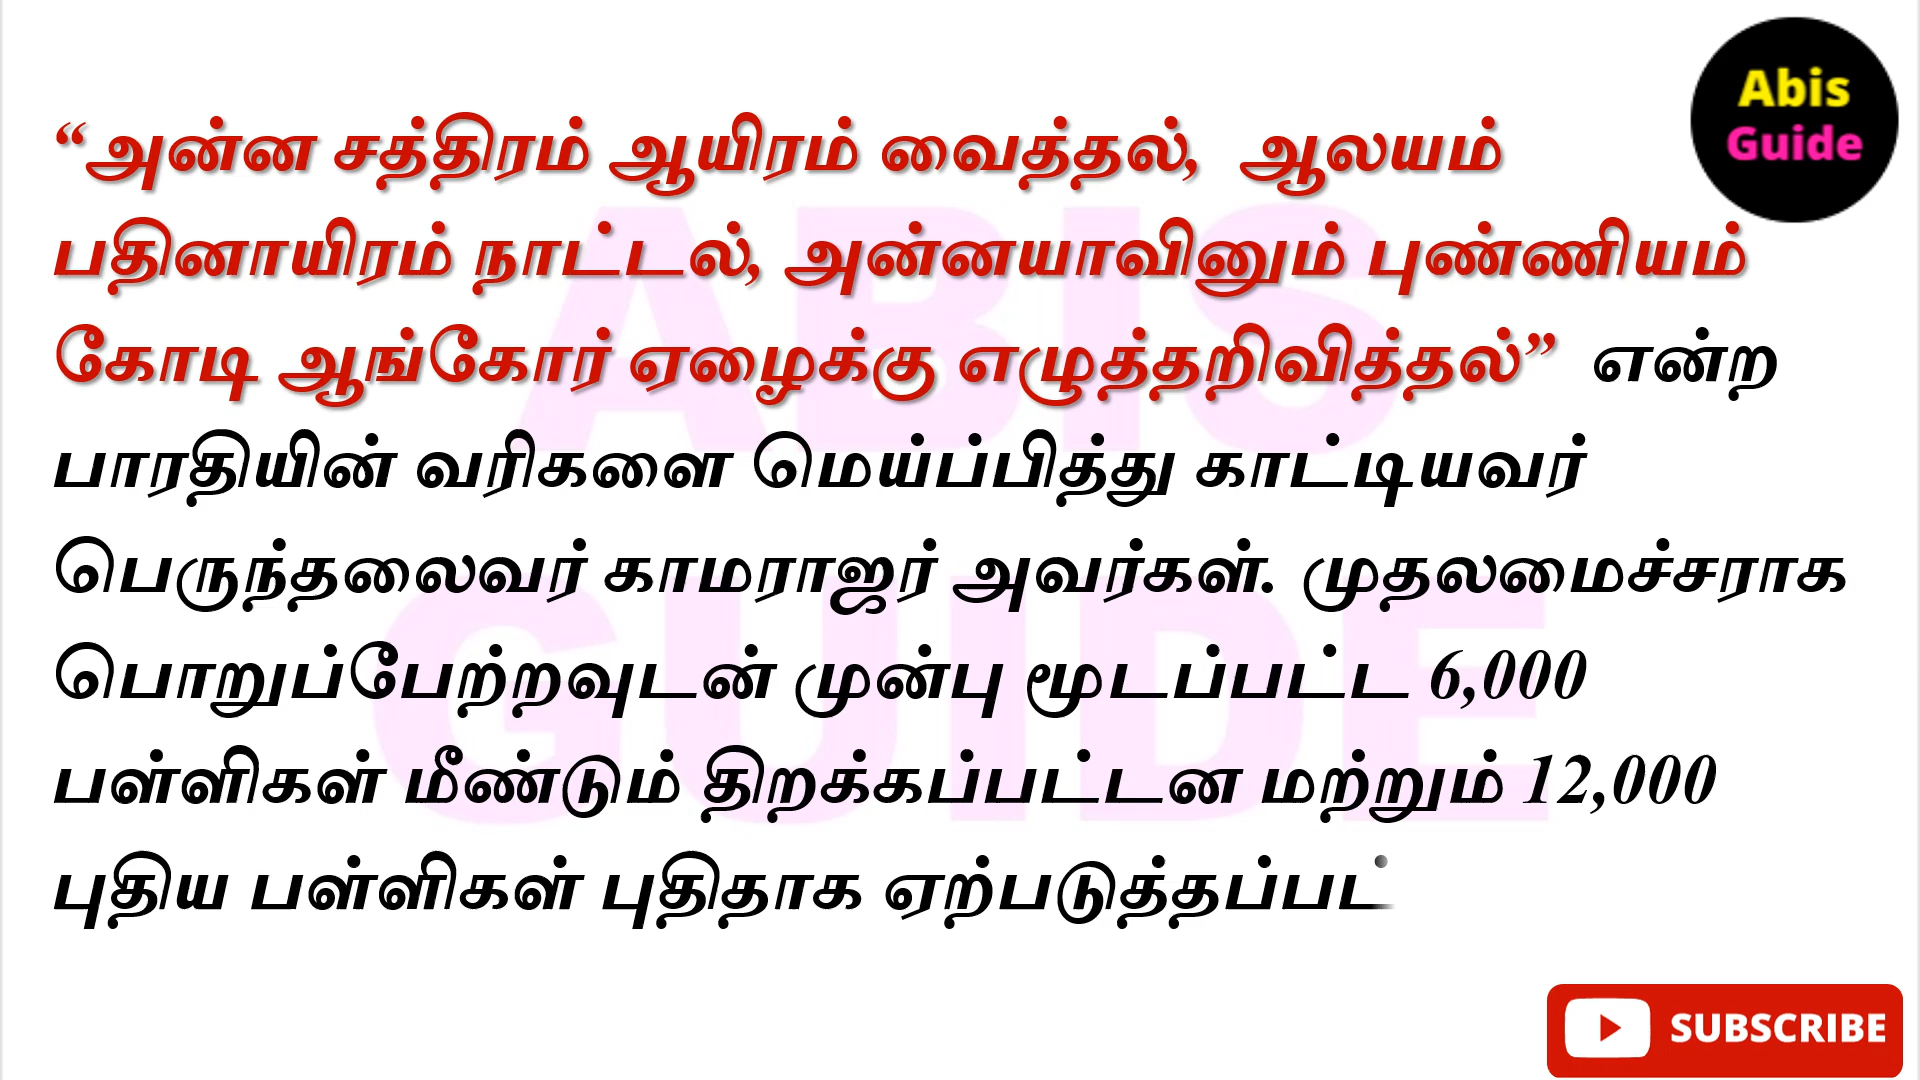 Abis
Guide
“அன்ன சத்திரம் ஆயிரம் வைத்தல், ஆலயம்
பதினாயிரம் நாட்டல், அன்னயாவினும் புண்ணியம்
கோடி ஆங்கோர் ஏழைக்கு எழுத்தறிவித்தல்” என்ற
பாரதியின் வரிகளை மெய்ப்பித்து காட்டியவர்
பெருந்தலைவர் காமராஜர் அவர்கள். முதலமைச்சராக
பொறுப்பேற்றவுடன் முன்பு மூடப்பட்ட 6,000
பள்ளிகள் மீண்டும் திறக்கப்பட்டன மற்றும் 12,000
புதிய பள்ளிகள் புதிதாக ஏற்படுத்தப்பட்
ABIS
GUIDE
SUBSCRIBE